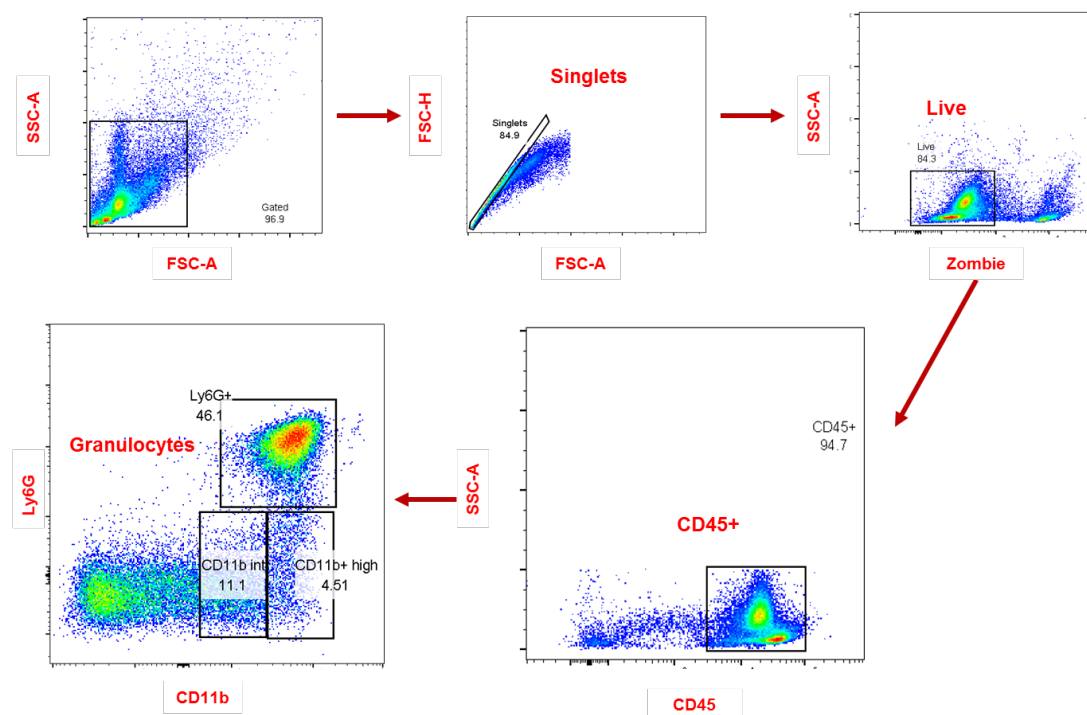 SSC-A
Gated
96.9
FSC-A
FSC-H
Singlets
Singlets
84.9
FSC-A
SSC-A
Live
Live
84.3
Zombie
Ly6G
Ly6G+
46.1
Granulocytes
CD11b int
11.1
CD11b+ high
4.51
CD11b
SSC-A
CD45+
94.7
CD45+
CD45